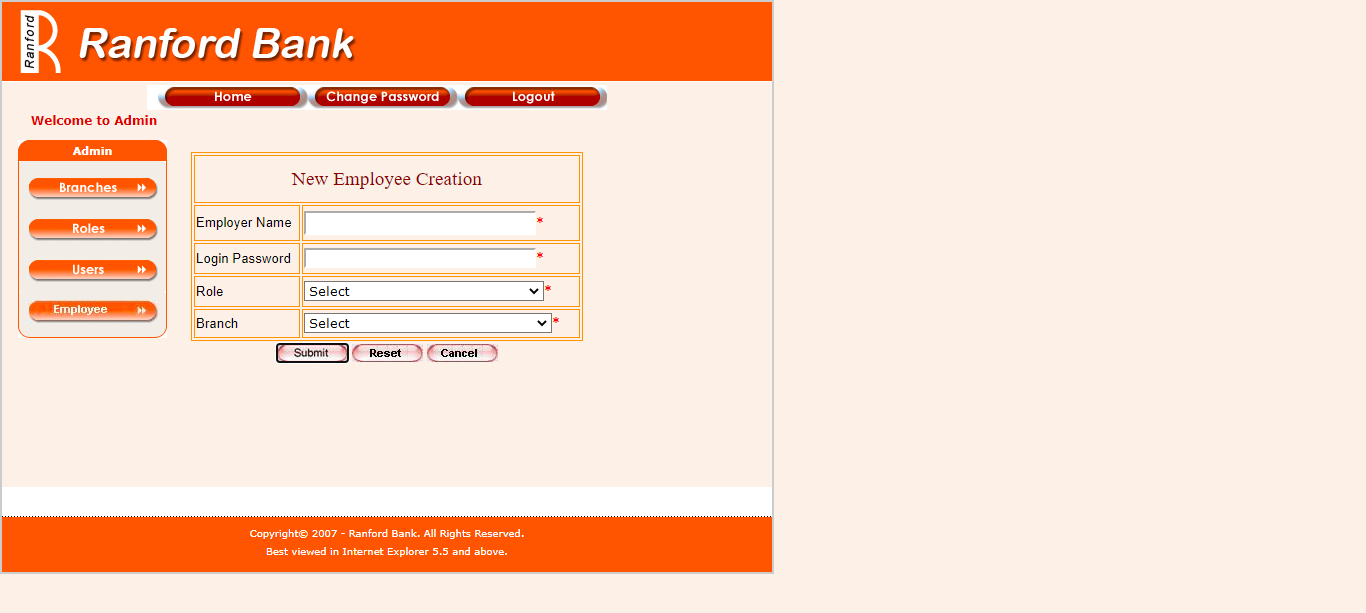 Ranford
Ranford Bank
Home
Change Password
Logout
Welcome to Admin
Admin
Branches
Roles
Users
Employee
New Employee Creation
Employer Name *
Login Password *
Role Select *
Branch Select *
Submit Reset Cancel
Copyright© 2007 - Ranford Bank. All Rights Reserved.
Best viewed in Internet Explorer 5.5 and above.